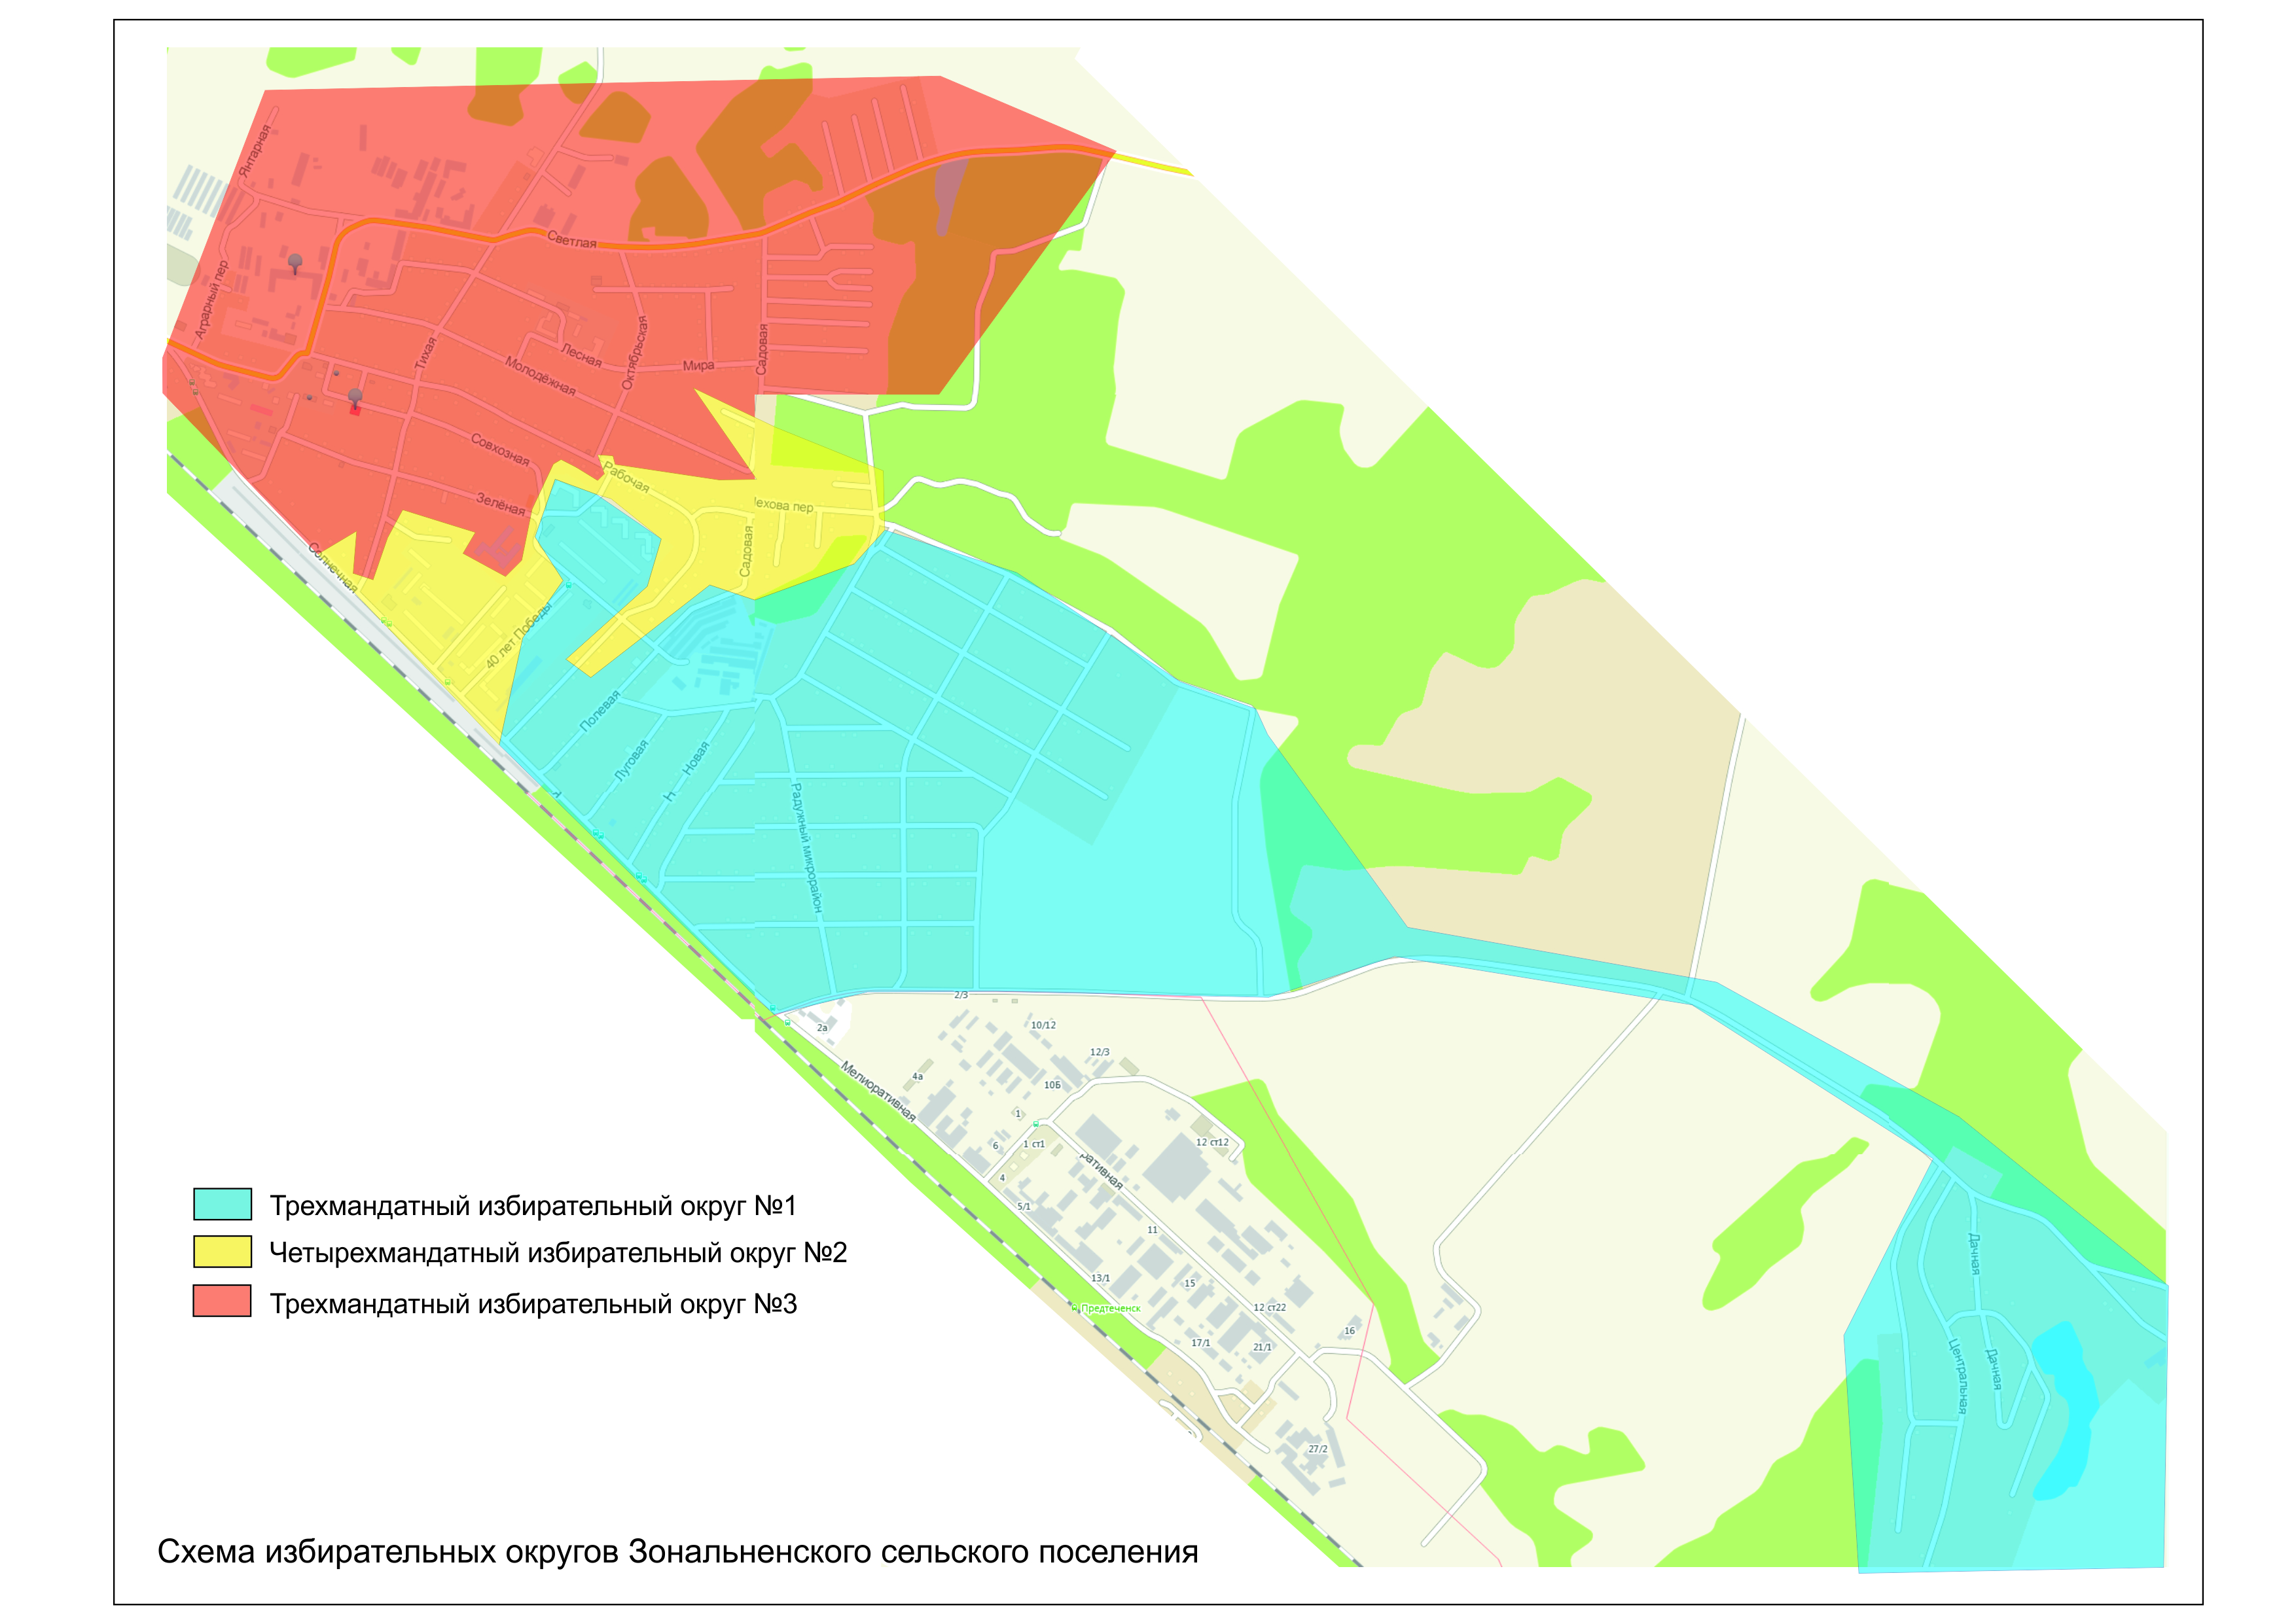 Янтарная
Светлая
Аграрный пер
Тихая
Молодёжная
Лесная
Октябрьская
Мира
Садовая
Совхозная
Зелёная
Рабочая
ехова пер
Садовая
Солнечная
40 лет Победы
Полевая
Луговая
Новая
Н
Я
Радужный микрорайон
2/3
2а
10/12
12/3
4а
10Б
Мелиоративная
1
6
1 ст1
12 ст12
4
ративная
5/1
11
13/1
15
12 ст22
Предтеченск
16
17/1
21/1
27/2
Дачная
Дачная
Центральная
Трехмандатный избирательный округ №1
Четырехмандатный избирательный округ №2
Трехмандатный избирательный округ №3
Схема избирательных округов Зональненского сельского поселения